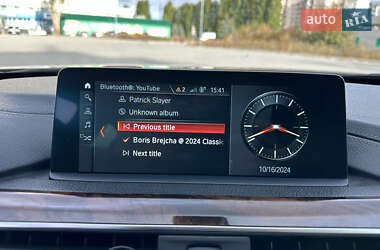 auto RIA.com
Bluetooth®: YouTube
2
15:41
Patrick Slayer
Unknown album
Previous title
Boris Brejcha @ 2024 Classic
Next title
10/16/2024